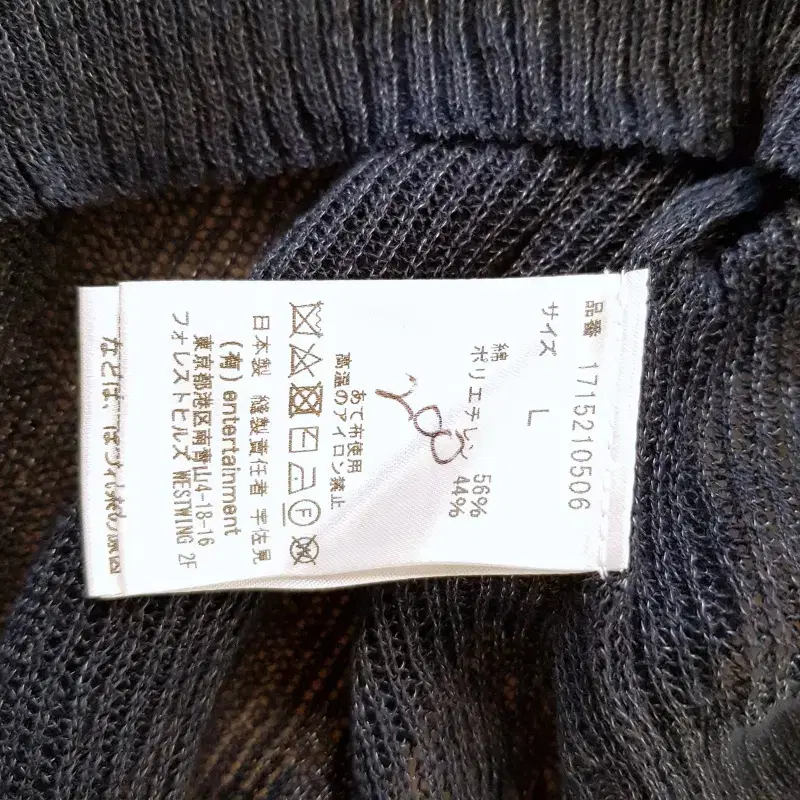 品番 1715210506
サイズ L
綿 56%
ポリエチレン 44%
208
あて布使用
高温のアイロン禁止
F
日本製 縫製責任者 宇佐見
(有) entertainment
東京都港区南青山4-18-16
フォレストヒルズ WESTWING 2F